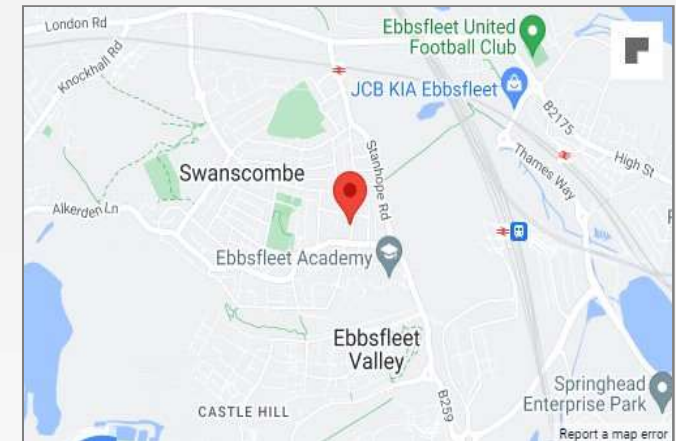 London Rd
Ebbsfleet United
Football Club
Knockhall Rd
JCB KIA Ebbsfleet
B2175
Stanhope Rd
High St
Thames Way
Swanscombe
Alkerden Ln
Ebbsfleet Academy
Ebbsfleet
Valley
Springhead
Enterprise Park
B259
CASTLE HILL
Report a map error